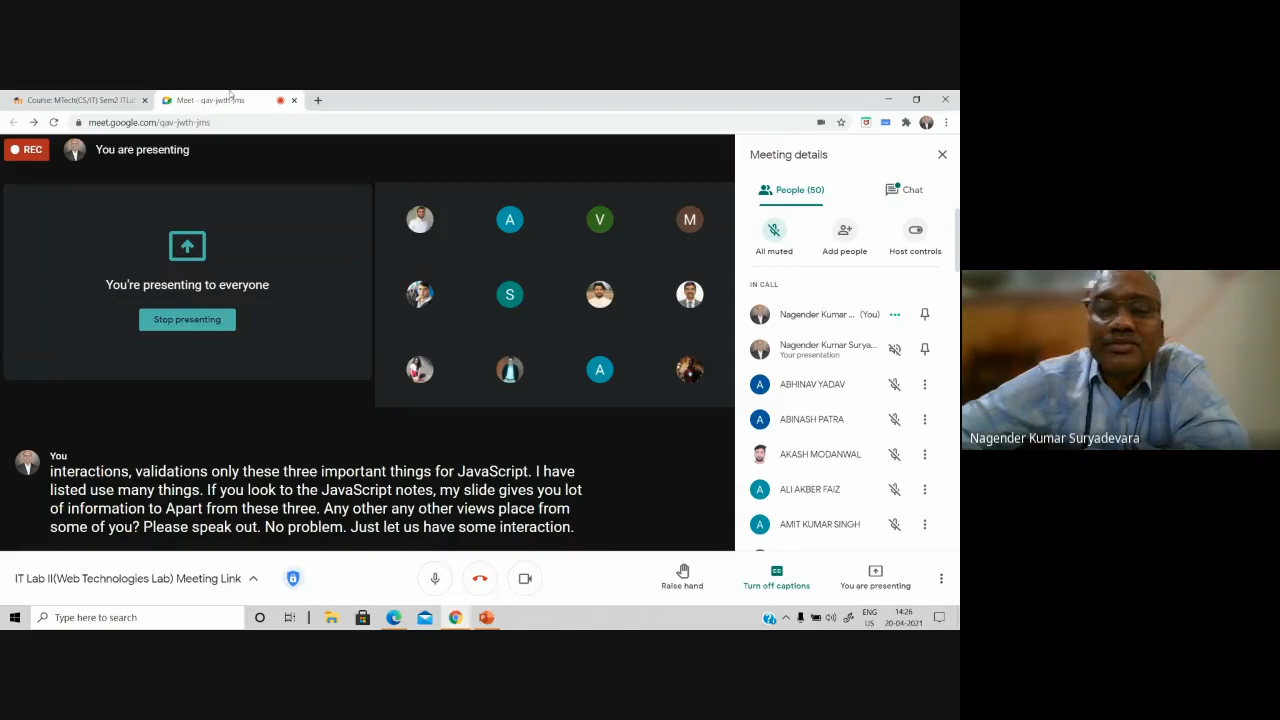 Course: MTech(CS/IT) Sem2 ITLa
Meet - qav-jwth-jms
meet.google.com/qav-jwth-jms
REC
You are presenting
Meeting details
People (50)
Chat
A
V
M
All muted
Add people
Host controls
You're presenting to everyone
IN CALL
S
Stop presenting
Nagender Kumar ... (You)
Nagender Kumar Surya...
Your presentation
A
A ABHINAV YADAV
A ABINASH PATRA
AKASH MODANWAL
A ALI AKBER FAIZ
A AMIT KUMAR SINGH
Nagender Kumar Suryadevara
You
interactions, validations only these three important things for JavaScript. I have
listed use many things. If you look to the JavaScript notes, my slide gives you lot
of information to Apart from these three. Any other any other views place from
some of you? Please speak out. No problem. Just let us have some interaction.
IT Lab II(Web Technologies Lab) Meeting Link
Raise hand
CC
Turn off captions
You are presenting
Type here to search
ENG
US
14:26
20-04-2021